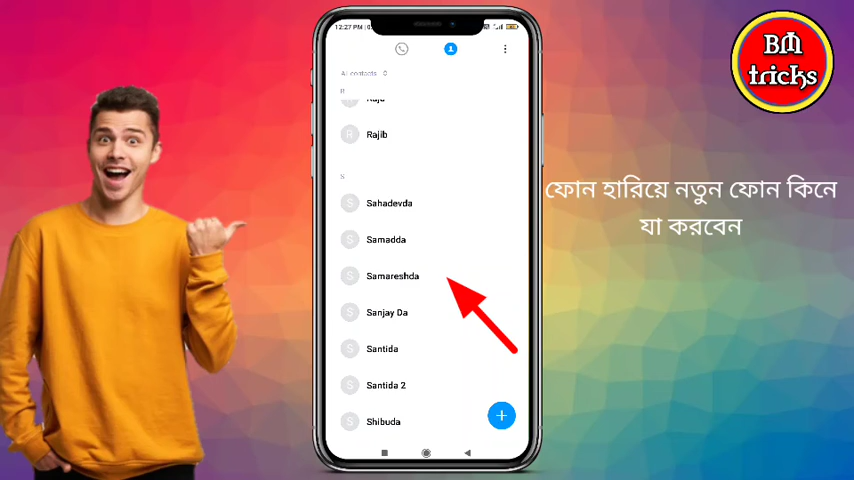 12:27 PM
All contacts 0
R
Raju
R Rajib
S
S Sahadevda
S Samadda
S Samareshda
S Sanjay Da
S Santida
S Santida 2
S Shibuda
BM
tricks
ফোন হারিয়ে নতুন ফোন কিনে
যা করবেন